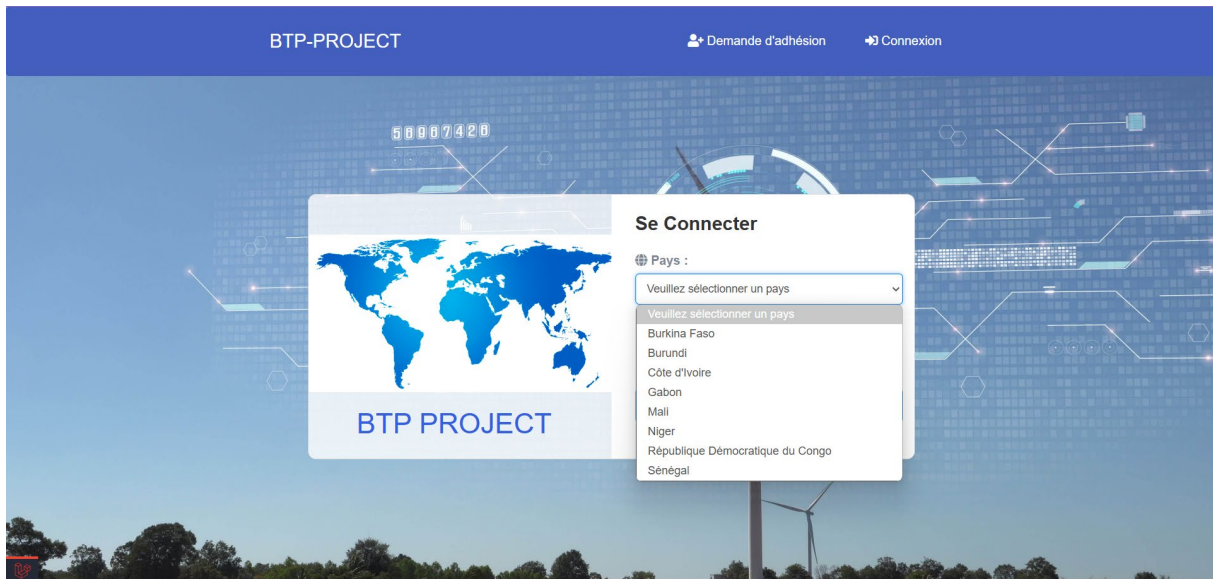 BTP-PROJECT
Demande d'adhésion
Connexion
Se Connecter
Pays :
Veuillez sélectionner un pays
Veuillez sélectionner un pays
Burkina Faso
Burundi
Côte d'Ivoire
Gabon
Mali
Niger
République Démocratique du Congo
Sénégal
BTP PROJECT